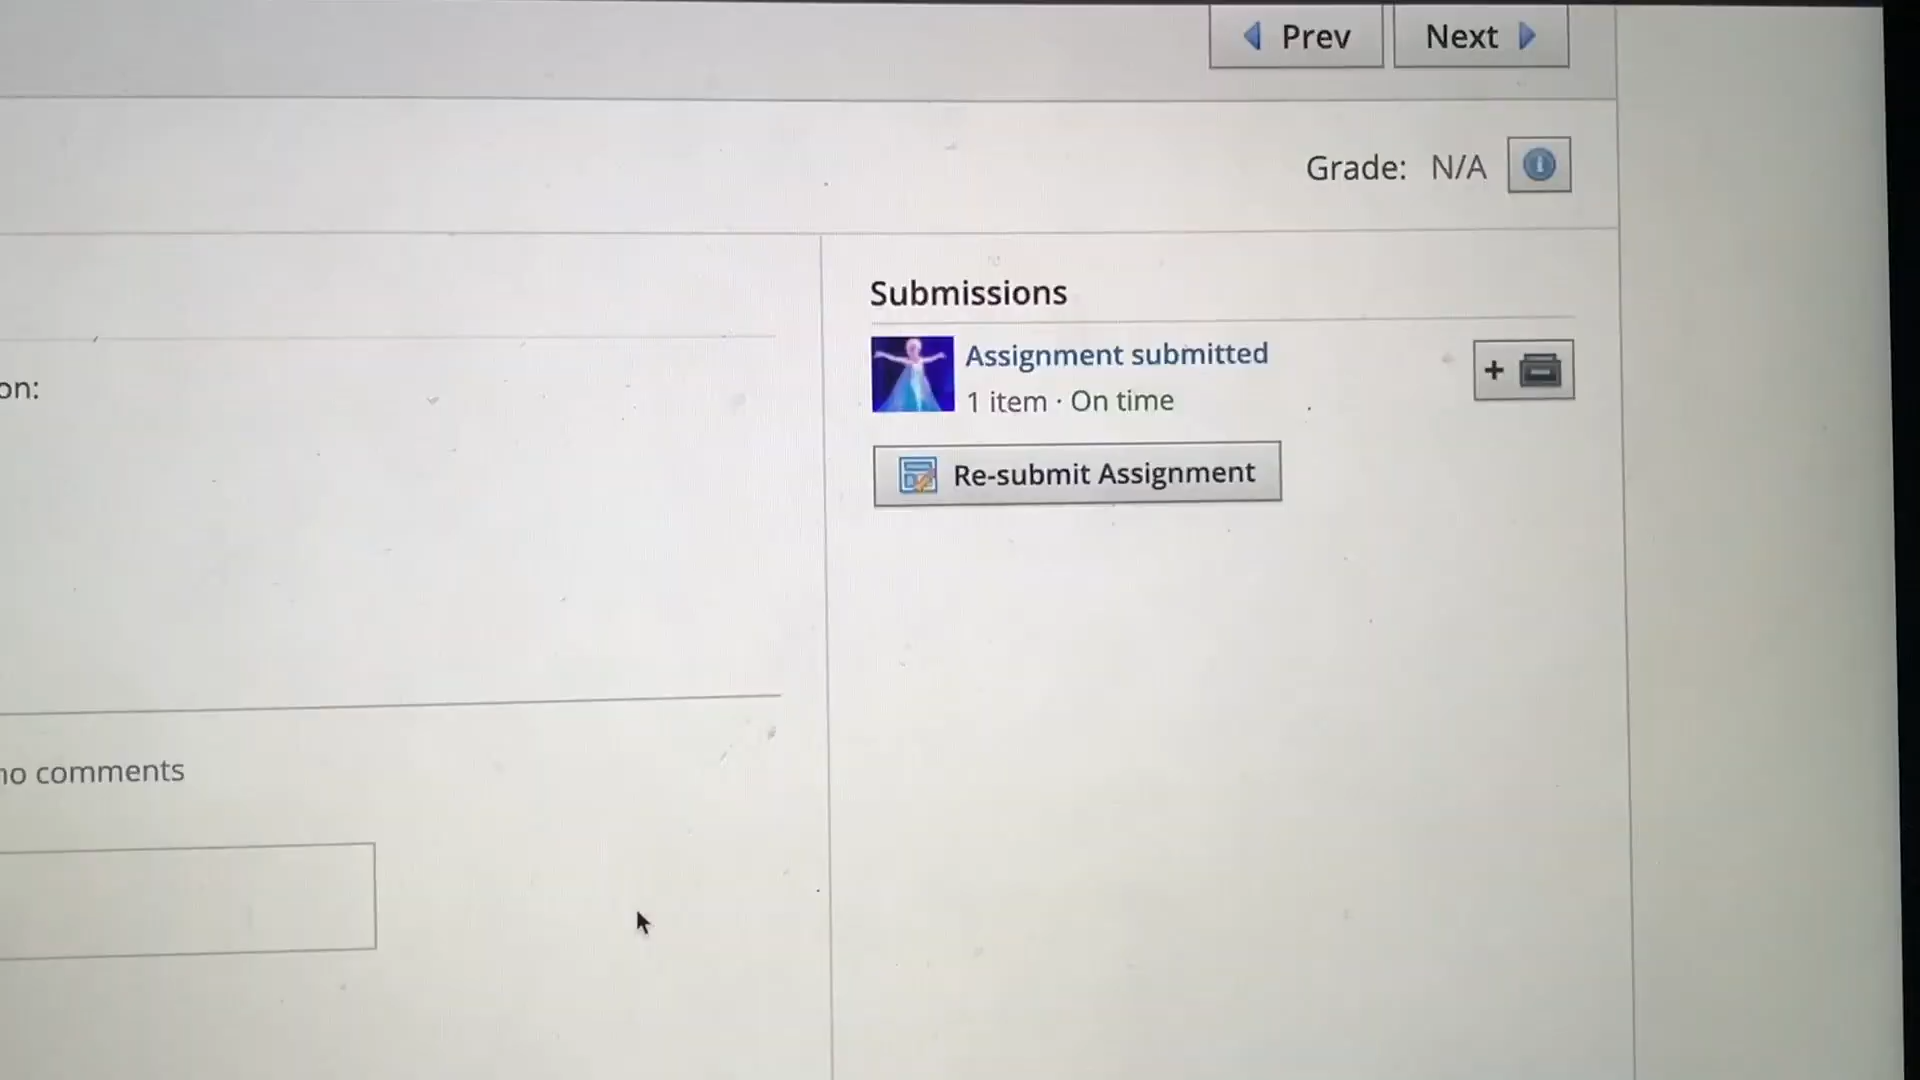 Prev
Next
Grade: N/A
Submissions
Assignment submitted
1 item · On time
Re-submit Assignment
on:
no comments